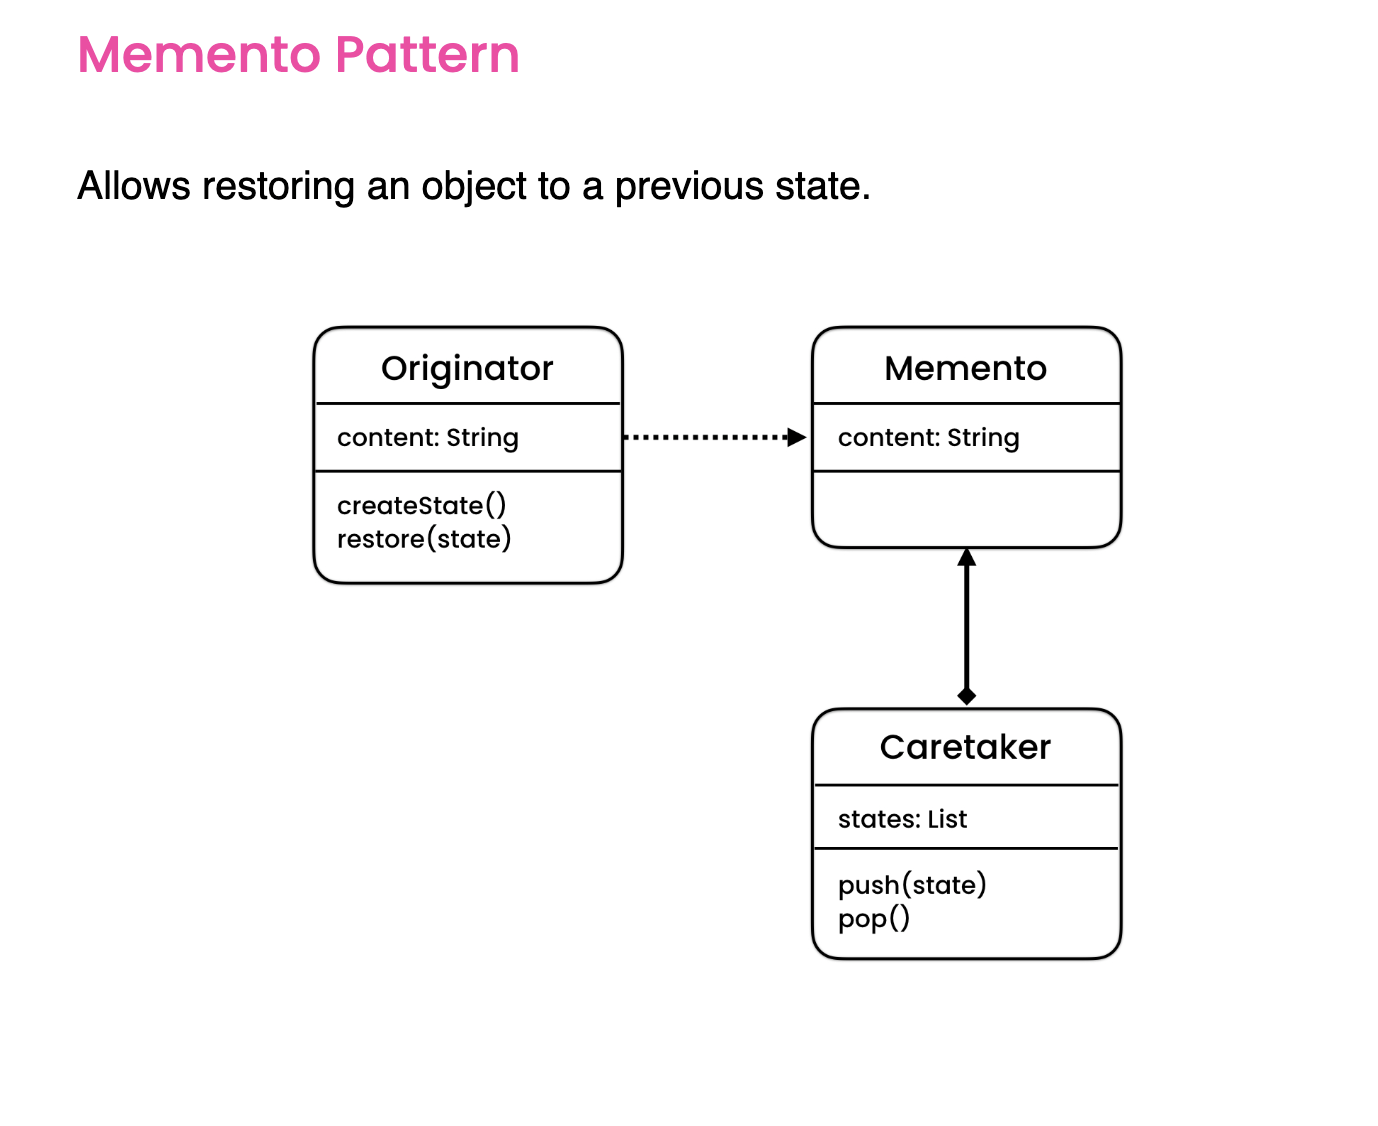 Memento Pattern
Allows restoring an object to a previous state.
Originator
content: String
createState()
restore(state)
Memento
content: String
Caretaker
states: List
push(state)
pop()